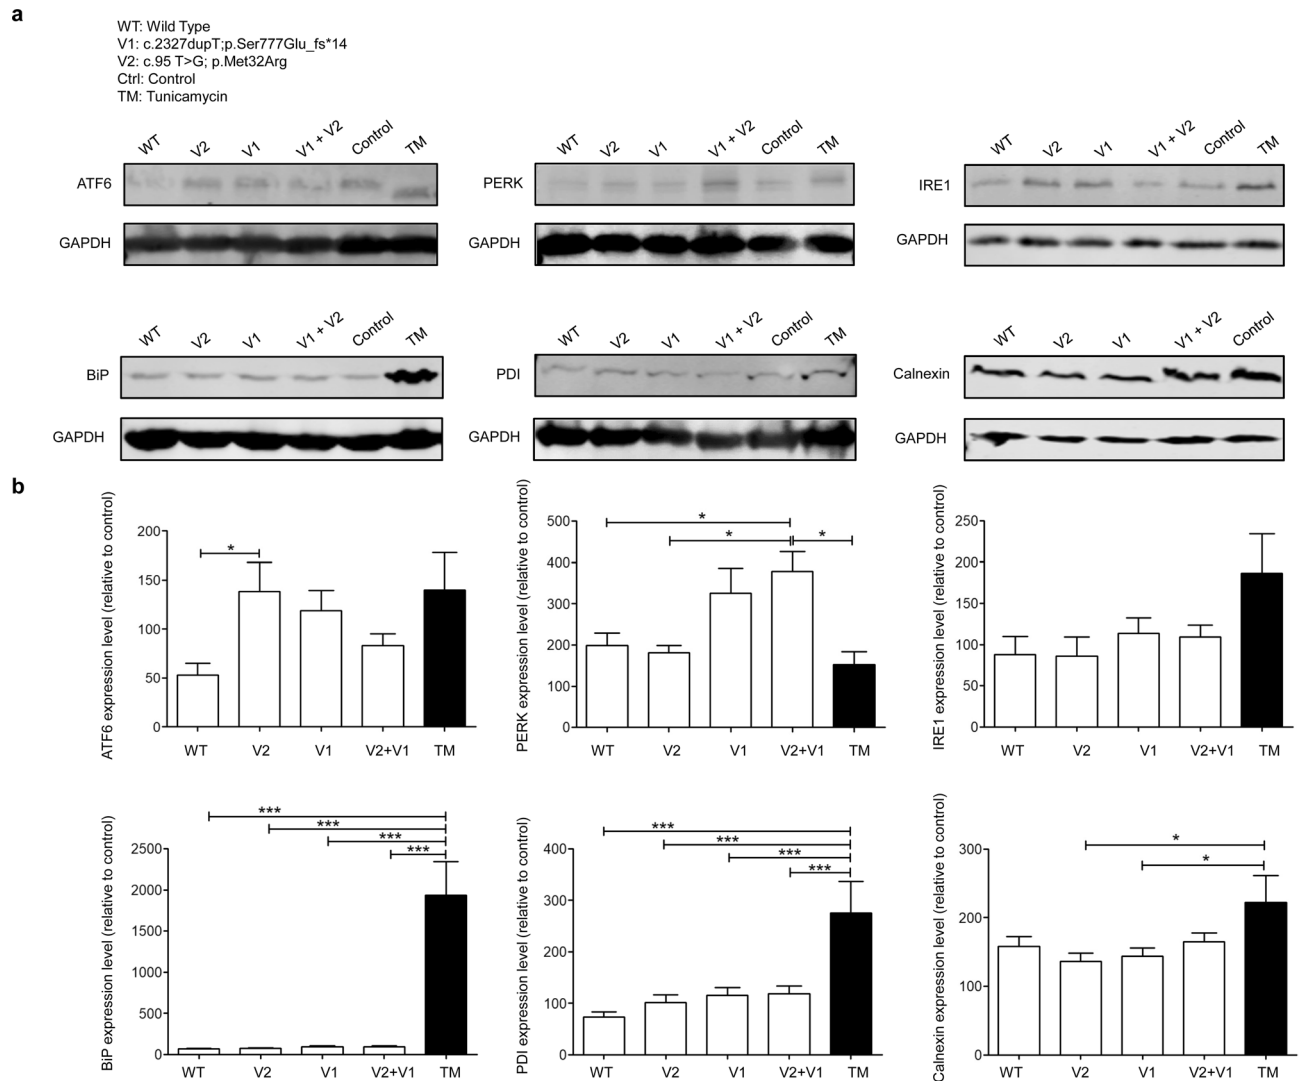 a
WT: Wild Type
V1: c.2327dupT;p.Ser777Glu_fs*14
V2: c.95 T>G; p.Met32Arg
Ctrl: Control
TM: Tunicamycin
WT V2 V1 V1 + V2 Control TM
ATF6
GAPDH
WT V2 V1 V1 + V2 Control TM
PERK
GAPDH
WT V2 V1 V1 + V2 Control TM
IRE1
GAPDH
WT V2 V1 V1 + V2 Control TM
BiP
GAPDH
WT V2 V1 V1 + V2 Control TM
PDI
GAPDH
WT V2 V1 V1 + V2 Control
Calnexin
GAPDH
b
ATF6 expression level (relative to control)
200
150
100
50
0
*
WT V2 V1 V2+V1 TM
PERK expression level (relative to control)
500
400
300
200
100
0
*
* *
WT V2 V1 V2+V1 TM
IRE1 expression level (relative to control)
250
200
150
100
50
0
WT V2 V1 V2+V1 TM
BiP expression level (relative to control)
2500
2000
1500
1000
500
0
***
***
***
***
WT V2 V1 V2+V1 TM
PDI expression level (relative to control)
400
300
200
100
0
***
***
***
***
WT V2 V1 V2+V1 TM
Calnexin expression level (relative to control)
300
200
100
0
*
*
WT V2 V1 V2+V1 TM